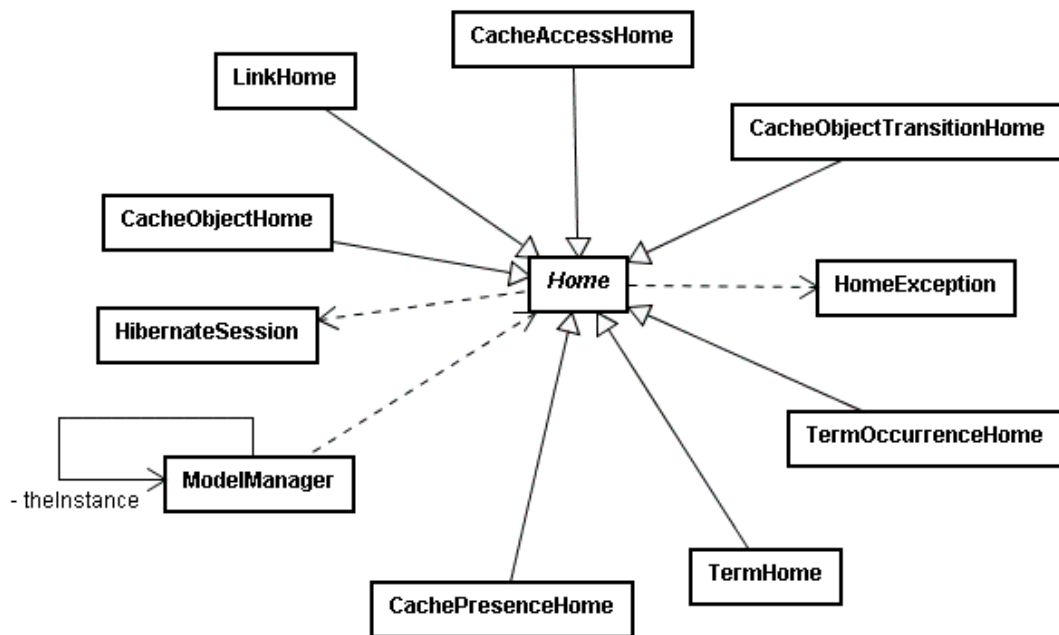 CacheAccessHome
LinkHome
CacheObjectTransitionHome
CacheObjectHome
Home
HomeException
HibernateSession
TermOccurrenceHome
ModelManager
- theInstance
TermHome
CachePresenceHome